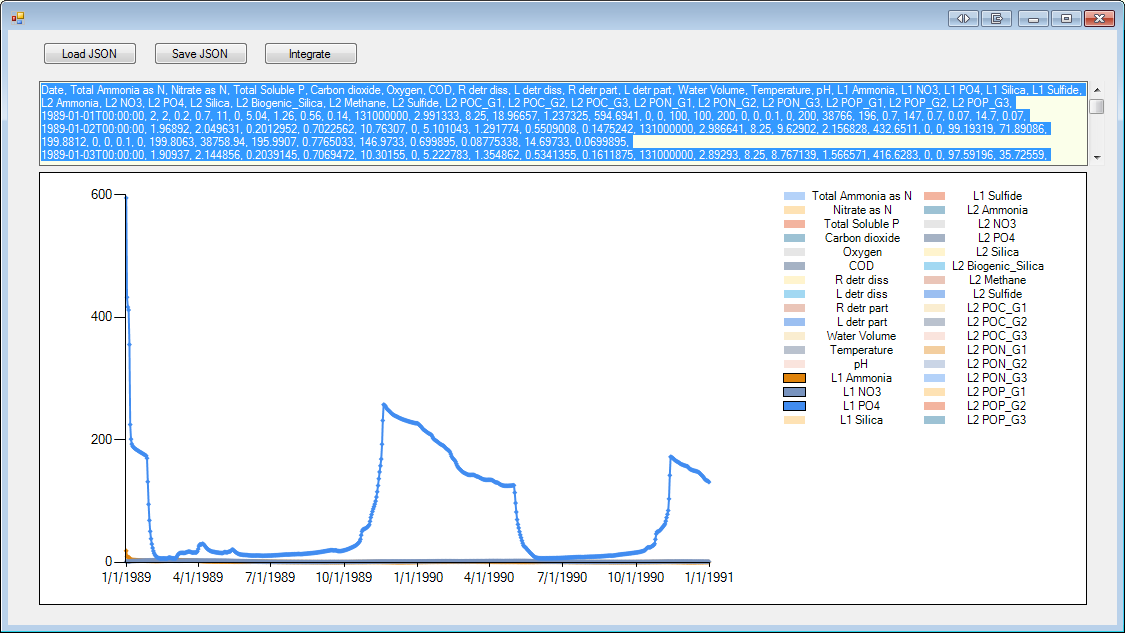 Load JSON
Save JSON
Integrate
Date, Total Ammonia as N, Nitrate as N, Total Soluble P, Carbon dioxide, Oxygen, COD, R detr diss, L detr diss, R detr part, L detr part, Water Volume, Temperature, pH, L1 Ammonia, L1 NO3, L1 PO4, L1 Silica, L1 Sulfide,
L2 Ammonia, L2 NO3, L2 PO4, L2 Silica, L2 Biogenic_Silica, L2 Methane, L2 Sulfide, L2 POC_G1, L2 POC_G2, L2 POC_G3, L2 PON_G1, L2 PON_G2, L2 PON_G3, L2 POP_G1, L2 POP_G2, L2 POP_G3,
1989-01-01T00:00:00, 2, 2, 0.2, 0.7, 11, 0, 5.04, 1.26, 0.56, 0.14, 131000000, 2.991333, 8.25, 18.96657, 1.237325, 594.6941, 0, 0, 100, 100, 200, 0, 0, 0.1, 0, 200, 38766, 196, 0.7, 147, 0.7, 0.07, 14.7, 0.07,
1989-01-02T00:00:00, 1.96892, 2.049631, 0.2012952, 0.7022562, 10.76307, 0, 5.101043, 1.291774, 0.5509008, 0.1475242, 131000000, 2.986641, 8.25, 9.62902, 2.156828, 432.6511, 0, 0, 99.19319, 71.89086,
199.8812, 0, 0, 0.1, 0, 199.8063, 38758.94, 195.9907, 0.7765033, 146.9733, 0.699895, 0.08775338, 14.69733, 0.0699895,
1989-01-03T00:00:00, 1.90937, 2.144856, 0.2039145, 0.7069472, 10.30155, 0, 5.222783, 1.354862, 0.5341355, 0.1611875, 131000000, 2.89293, 8.25, 8.767139, 1.566571, 416.6283, 0, 0, 97.59196, 35.72559,
600
400
200
0
1/1/1989
4/1/1989
7/1/1989
10/1/1989
1/1/1990
4/1/1990
7/1/1990
10/1/1990
1/1/1991
Total Ammonia as N
Nitrate as N
Total Soluble P
Carbon dioxide
Oxygen
COD
R detr diss
L detr diss
R detr part
L detr part
Water Volume
Temperature
pH
L1 Ammonia
L1 NO3
L1 PO4
L1 Silica
L1 Sulfide
L2 Ammonia
L2 NO3
L2 PO4
L2 Silica
L2 Biogenic_Silica
L2 Methane
L2 Sulfide
L2 POC_G1
L2 POC_G2
L2 POC_G3
L2 PON_G1
L2 PON_G2
L2 PON_G3
L2 POP_G1
L2 POP_G2
L2 POP_G3